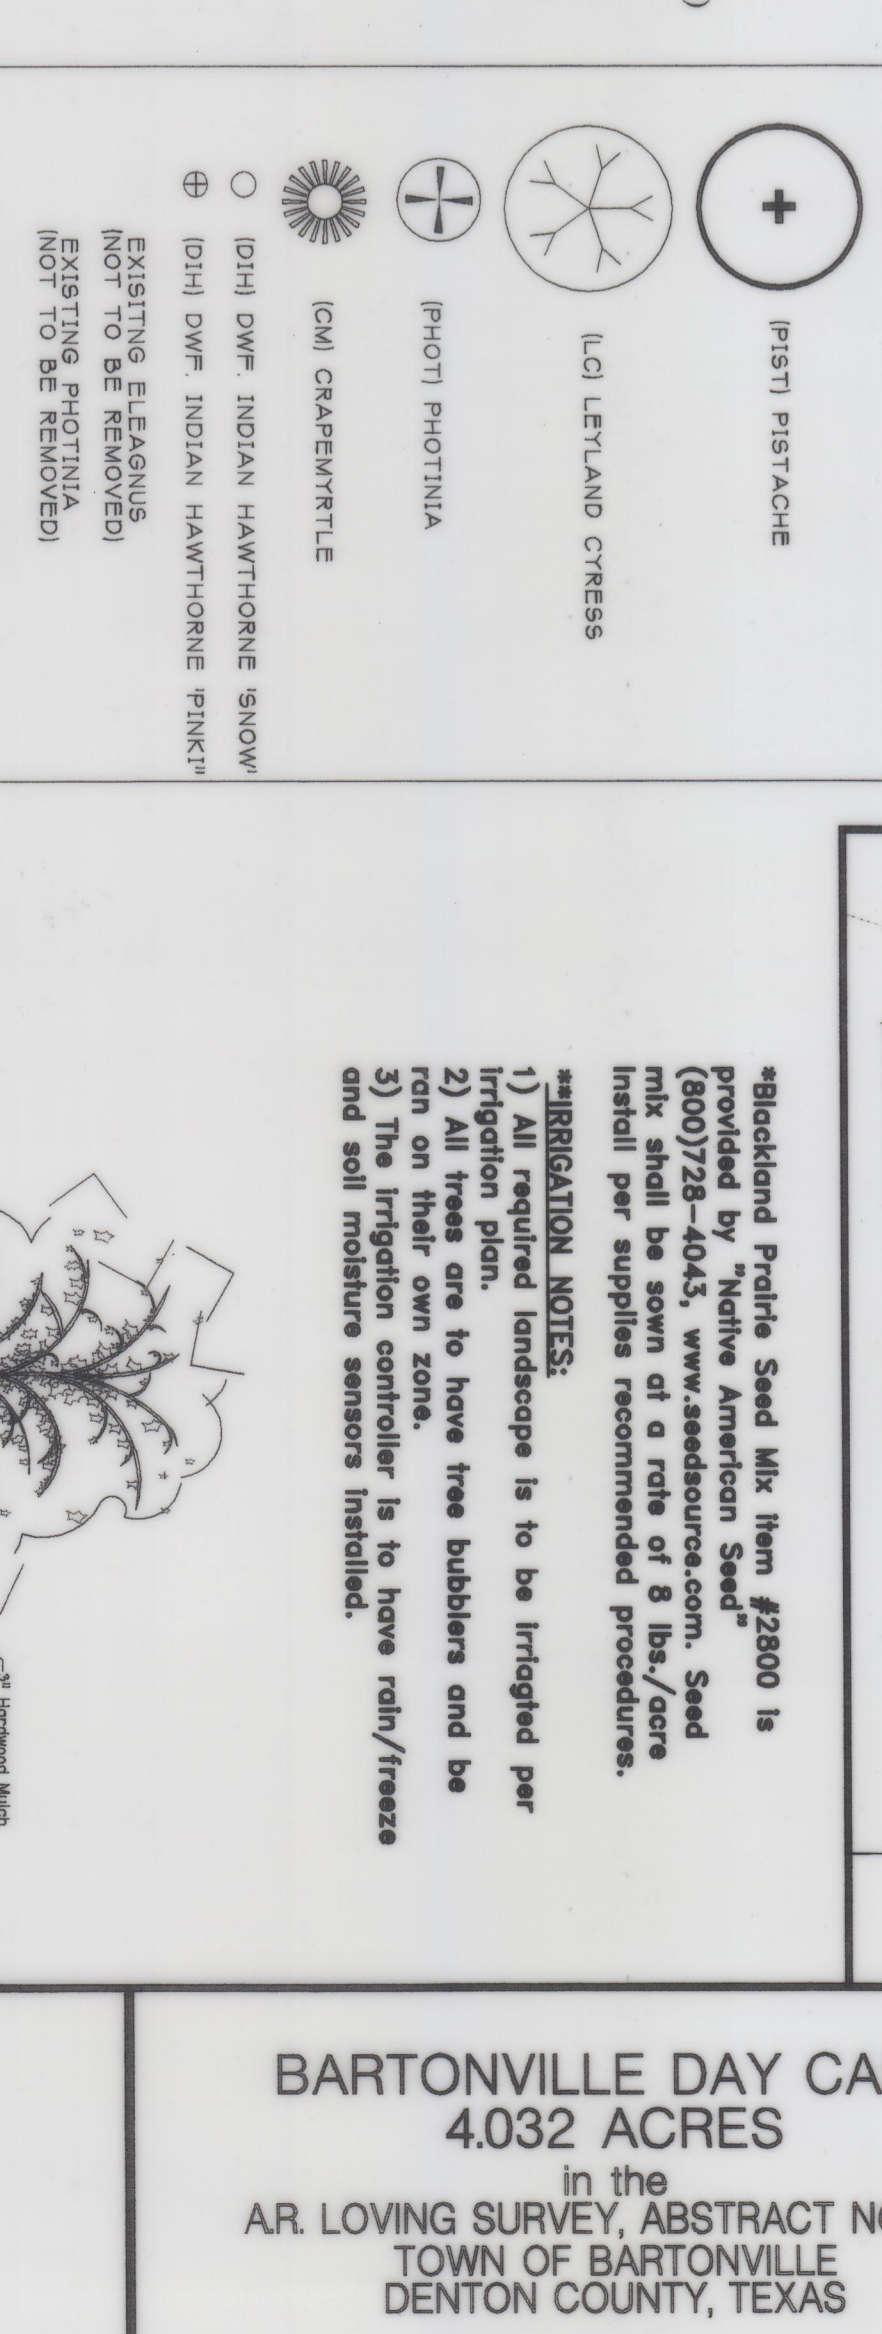 (PIST) PISTACHE
(LC) LEYLAND CYRESS
(PHOT) PHOTINIA
(CM) CRAPEMYRTLE
(DIH) DWF. INDIAN HAWTHORNE 'SNOW'
(DIH) DWF. INDIAN HAWTHORNE 'PINKI"
EXISITNG ELEAGNUS
(NOT TO BE REMOVED)
EXISTING PHOTINIA
(NOT TO BE REMOVED)
*Blackland Prairie Seed Mix item #2800 is
provided by "Native American Seed"
(800)728-4043, www.seedsource.com. Seed
mix shall be sown at a rate of 8 lbs./acre
Install per supplies recommended procedures.
**IRRIGATION NOTES:
1) All required landscape is to be irriagted per
irrigation plan.
2) All trees are to have tree bubblers and be
ran on their own zone.
3) The irrigation controller is to have rain/freeze
and soil moisture sensors installed.
3" Hardwood Mulch
BARTONVILLE DAY CA
4.032 ACRES
in the
A.R. LOVING SURVEY, ABSTRACT NO
TOWN OF BARTONVILLE
DENTON COUNTY, TEXAS